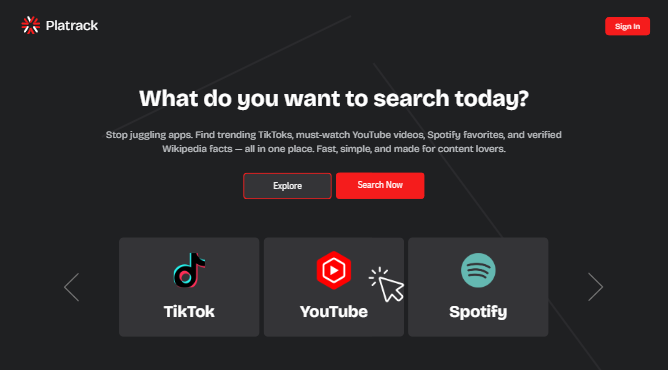 Platrack
Sign In
What do you want to search today?
Stop juggling apps. Find trending TikToks, must-watch YouTube videos, Spotify favorites, and verified
Wikipedia facts — all in one place. Fast, simple, and made for content lovers.
Explore
Search Now
TikTok
YouTube
Spotify